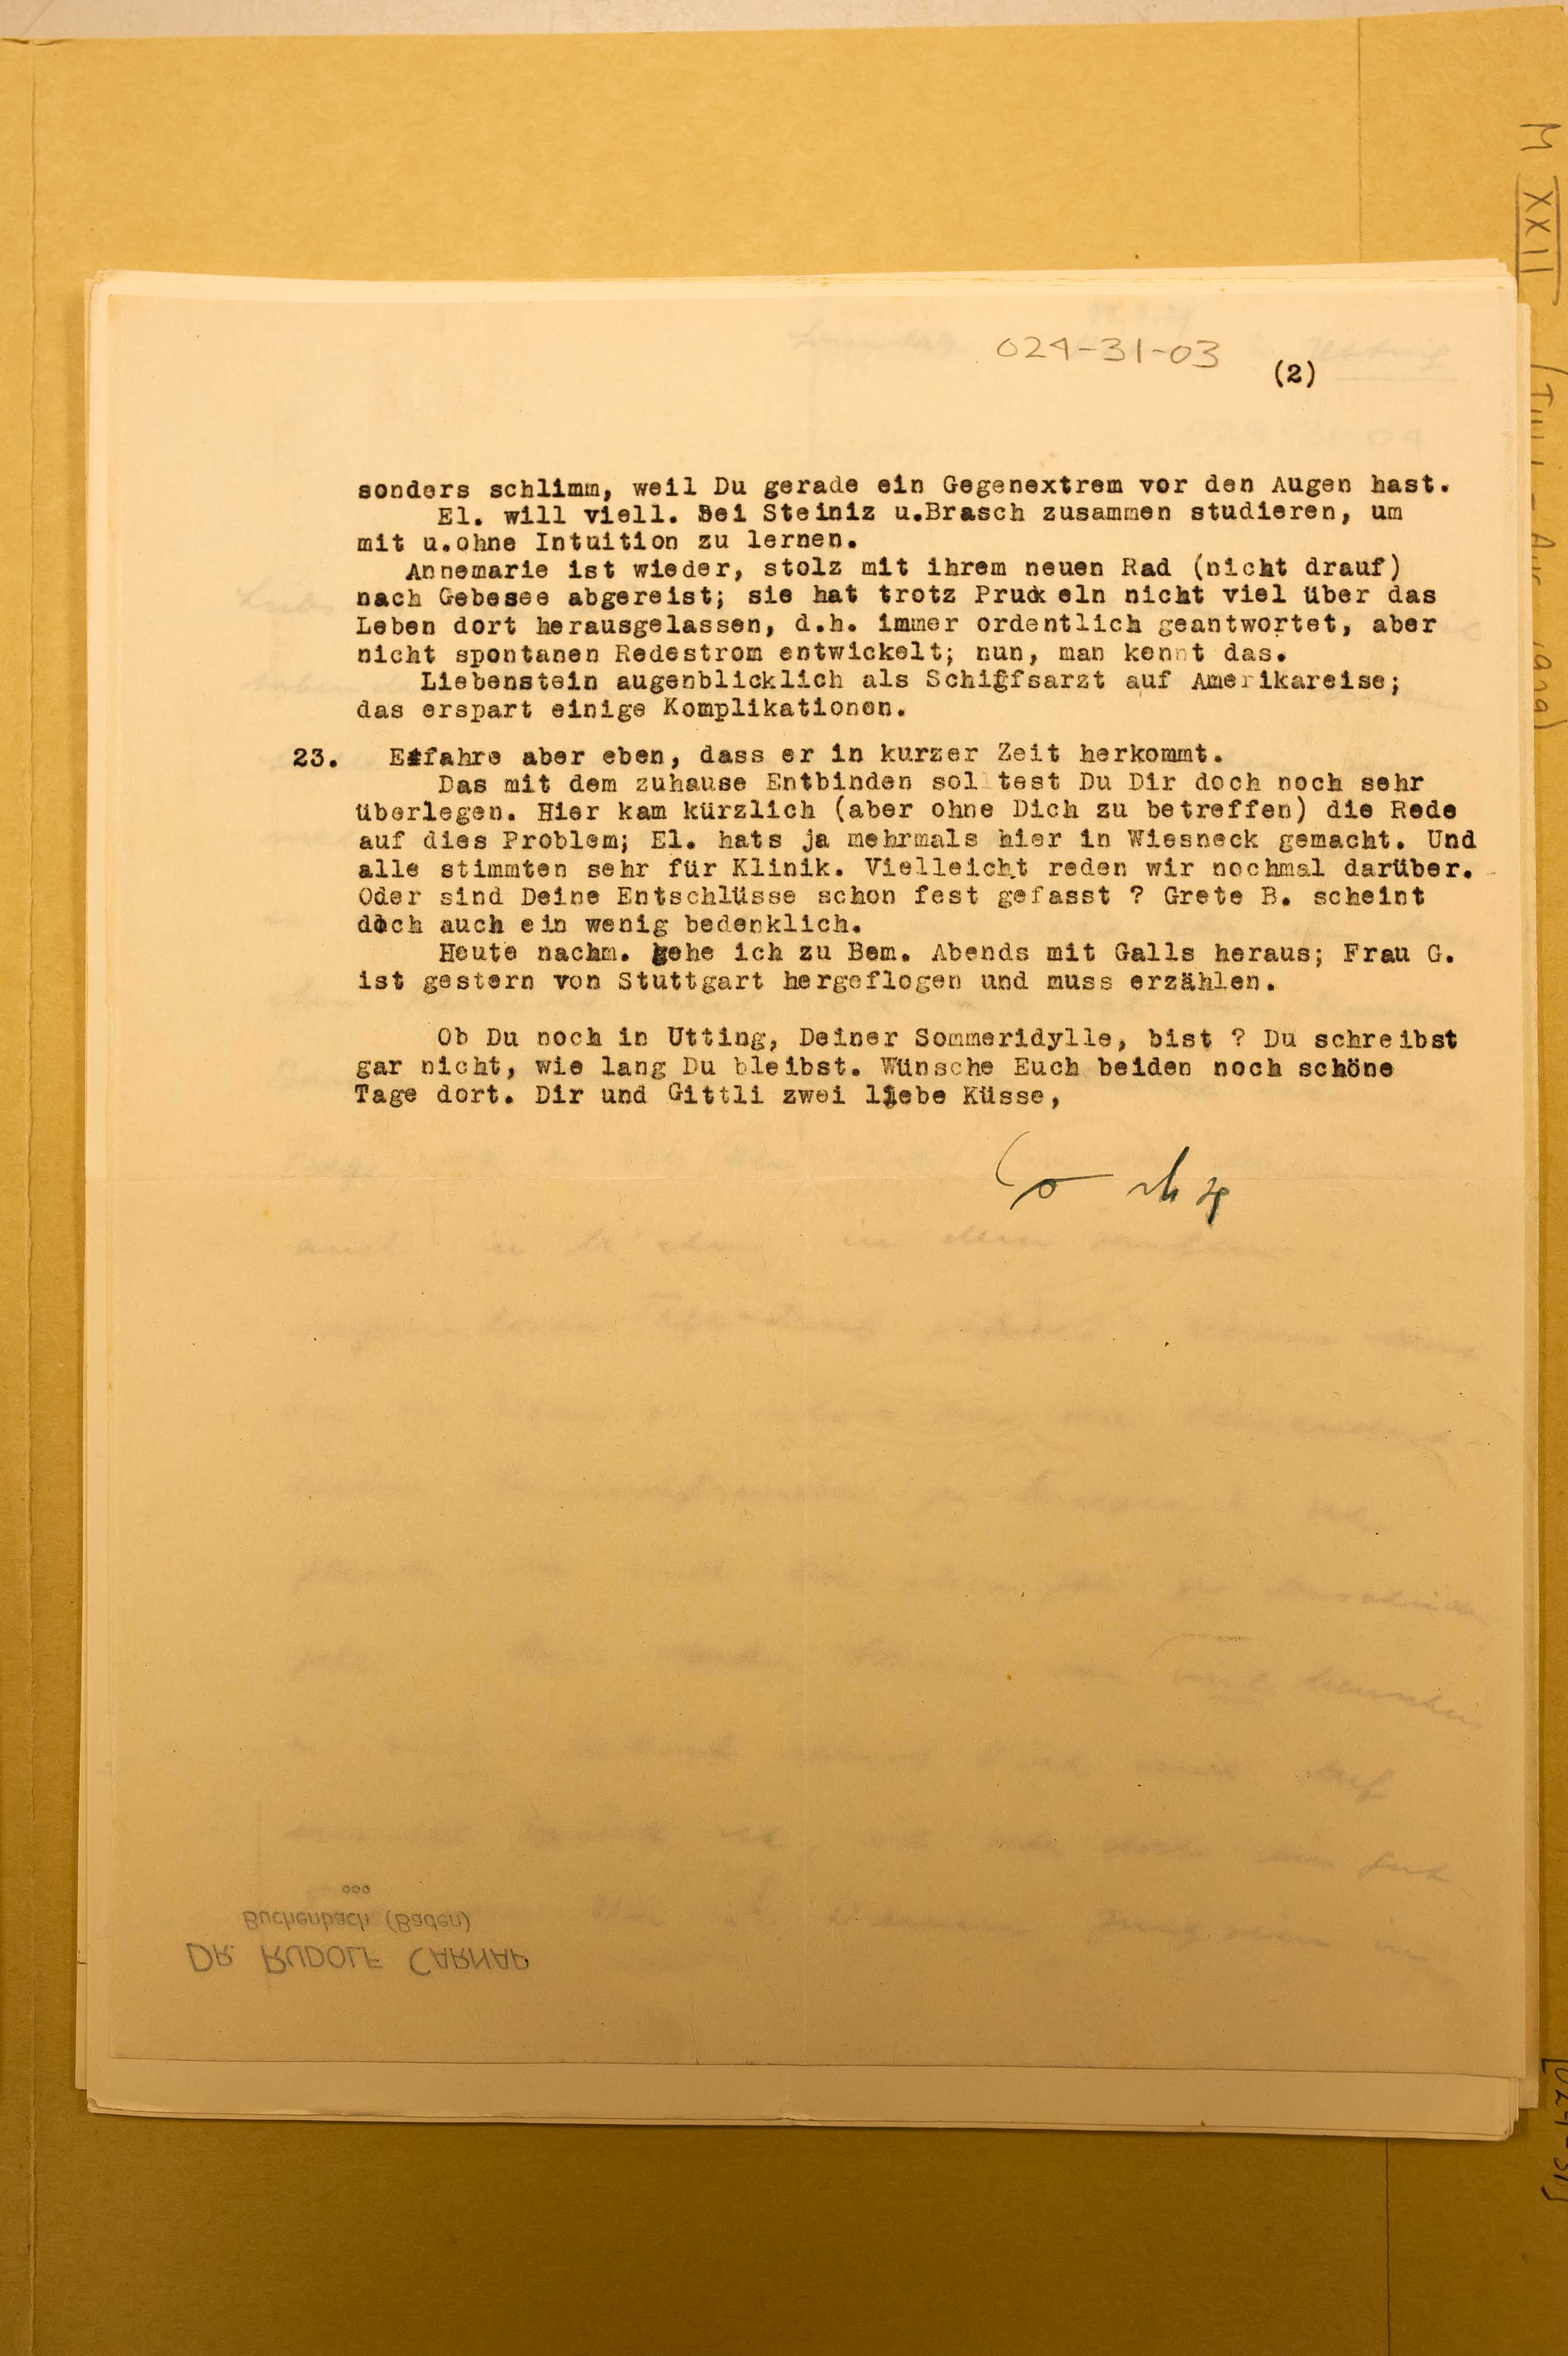 M XXII
024-31-03
(2)
sonders schlimm, weil Du gerade ein Gegenextrem vor den Augen hast.
El. will viell. Bei Steiniz u.Brasch zusammen studieren, um
mit u.ohne Intuition zu lernen.
Annemarie ist wieder, stolz mit ihrem neuen Rad (nicht drauf)
nach Gebesee abgereist; sie hat trotz Pruckeln nicht viel über das
Leben dort herausgelassen, d.h. immer ordentlich geantwortet, aber
nicht spontanen Redestrom entwickelt; nun, man kennt das.
Liebenstein augenblicklich als Schiffsarzt auf Amerikareise;
das erspart einige Komplikationen.
23. Erfahre aber eben, dass er in kurzer Zeit herkommt.
Das mit dem zuhause Entbinden solltest Du Dir doch noch sehr
überlegen. Hier kam kürzlich (aber ohne Dich zu betreffen) die Rede
auf dies Problem; El. hats ja mehrmals hier in Wiesneck gemacht. Und
alle stimmten sehr für Klinik. Vielleicht reden wir nochmal darüber.
Oder sind Deine Entschlüsse schon fest gefasst ? Grete B. scheint
doch auch ein wenig bedenklich.
Heute nachm. gehe ich zu Bem. Abends mit Galls heraus; Frau G.
ist gestern von Stuttgart hergeflogen und muss erzählen.
Ob Du noch in Utting, Deiner Sommeridylle, bist ? Du schreibst
gar nicht, wie lang Du bleibst. Wünsche Euch beiden noch schöne
Tage dort. Dir und Gittli zwei liebe Küsse,
DR. RUDOLF CARNAP
Buchenbach (Baden)
ooo